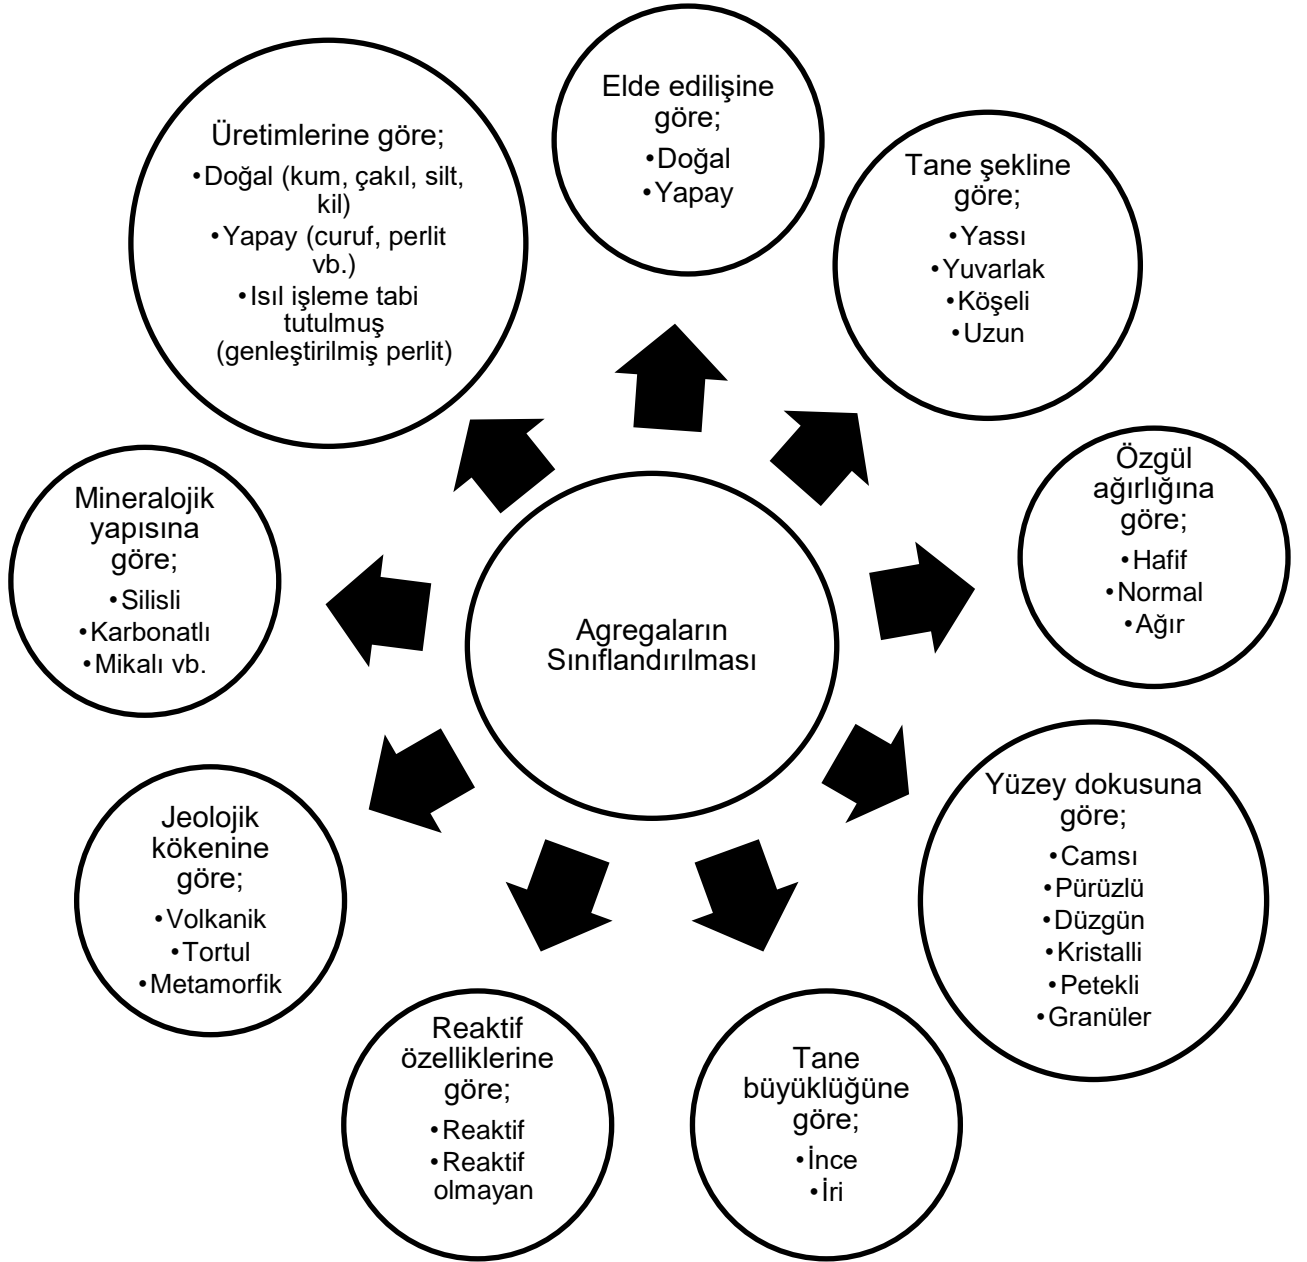 Elde edilişine
göre;
•Doğal
•Yapay
Tane şekline
göre;
•Yassı
•Yuvarlak
•Köşeli
•Uzun
Özgül
ağırlığına
göre;
•Hafif
•Normal
•Ağır
Yüzey dokusuna
göre;
•Camsı
•Pürüzlü
•Düzgün
•Kristalli
•Petekli
•Granüler
Tane
büyüklüğüne
göre;
•İnce
•İri
Reaktif
özelliklerine
göre;
•Reaktif
•Reaktif
olmayan
Jeolojik
kökenine
göre;
•Volkanik
•Tortul
•Metamorfik
Mineralojik
yapısına
göre;
•Silisli
•Karbonatlı
•Mikalı vb.
Üretimlerine göre;
•Doğal (kum, çakıl, silt,
kil)
•Yapay (curuf, perlit
vb.)
•Isıl işleme tabi
tutulmuş
(genleştirilmiş perlit)
Agregaların
Sınıflandırılması